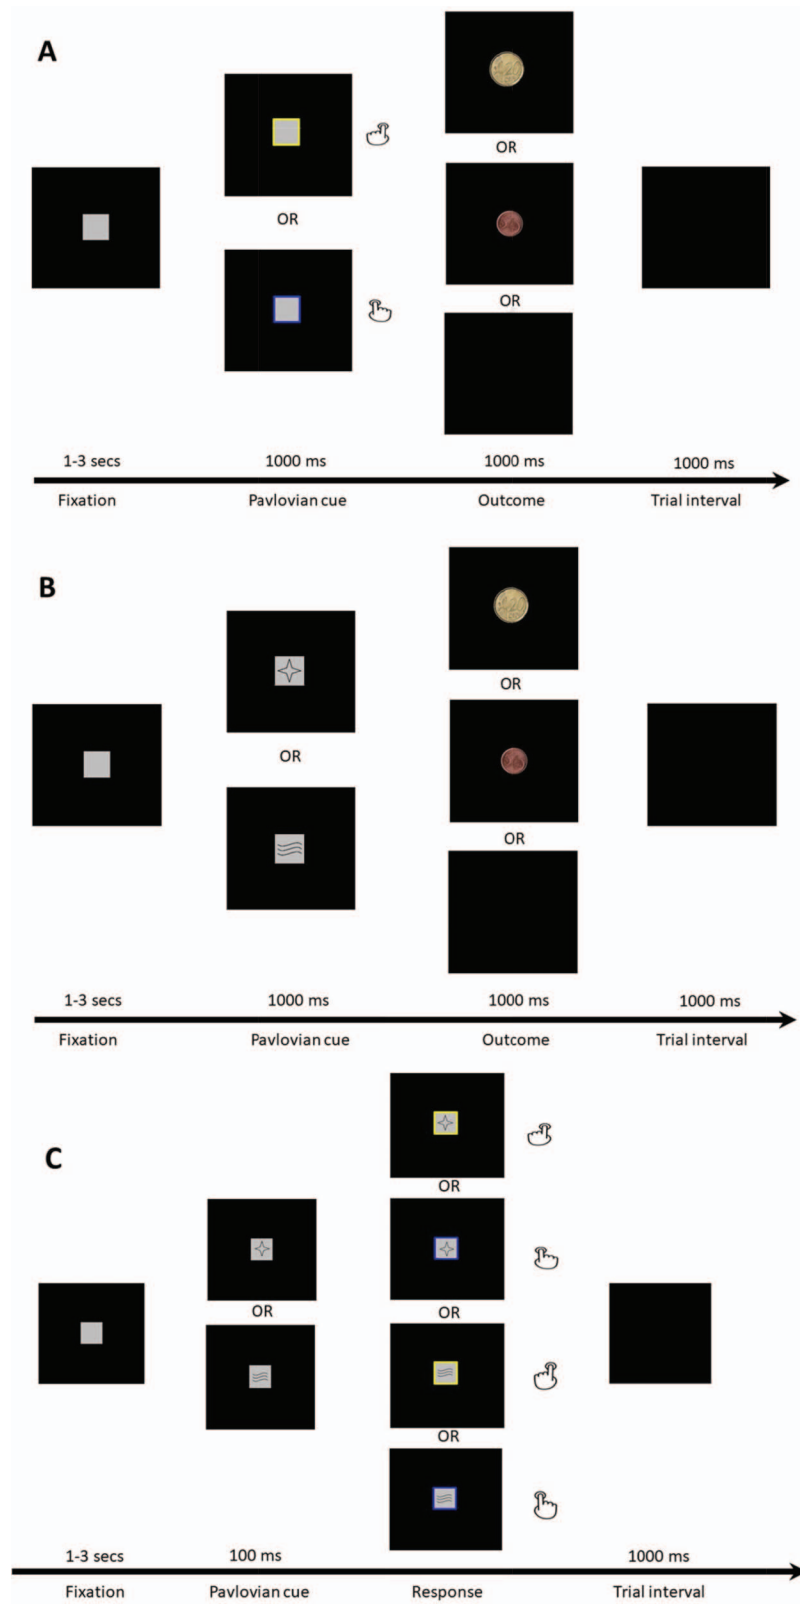 A
OR
OR
OR
1-3 secs 1000 ms 1000 ms 1000 ms
Fixation Pavlovian cue Outcome Trial interval
B
OR
OR
OR
1-3 secs 1000 ms 1000 ms 1000 ms
Fixation Pavlovian cue Outcome Trial interval
C
OR
OR
OR
OR
1-3 secs 100 ms 1000 ms
Fixation Pavlovian cue Response Trial interval